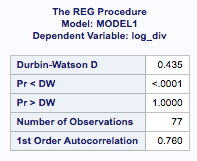 The REG Procedure
Model: MODEL1
Dependent Variable: log_div
Durbin-Watson D 0.435
Pr < DW <.0001
Pr > DW 1.0000
Number of Observations 77
1st Order Autocorrelation 0.760